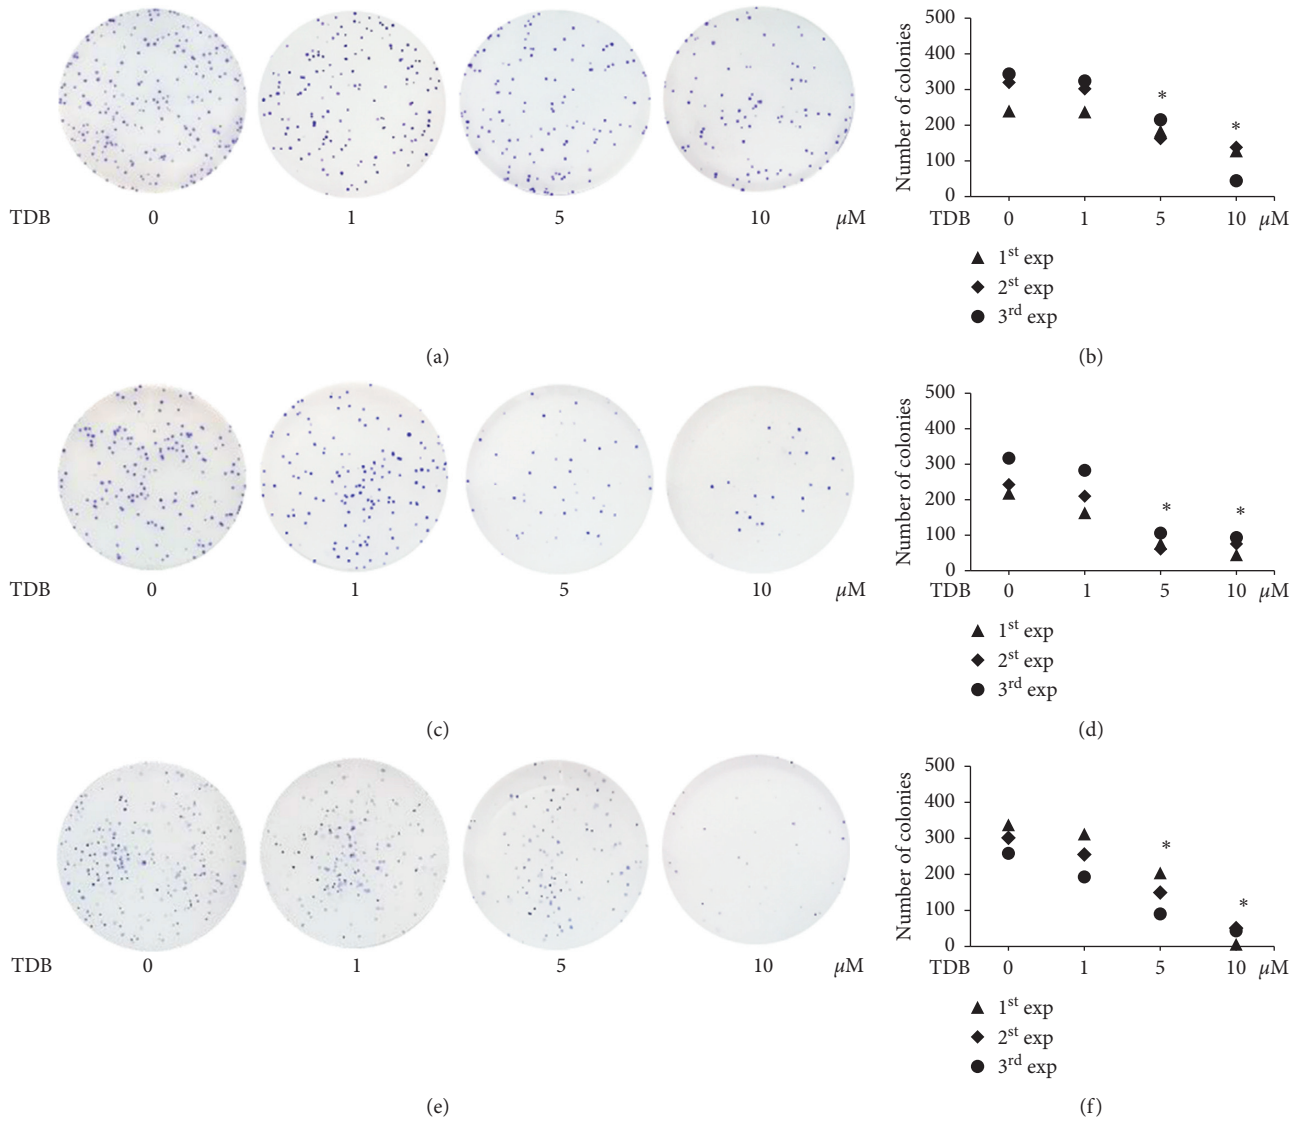 TDB 0 1 5 10 μM
(a)
Number of colonies
500
400
300
200
100
0
*
*
TDB 0 1 5 10 μM
1st exp
2st exp
3rd exp
(b)
TDB 0 1 5 10 μM
(c)
Number of colonies
500
400
300
200
100
0
*
*
TDB 0 1 5 10 μM
1st exp
2st exp
3rd exp
(d)
TDB 0 1 5 10 μM
(e)
Number of colonies
500
400
300
200
100
0
*
*
TDB 0 1 5 10 μM
1st exp
2st exp
3rd exp
(f)